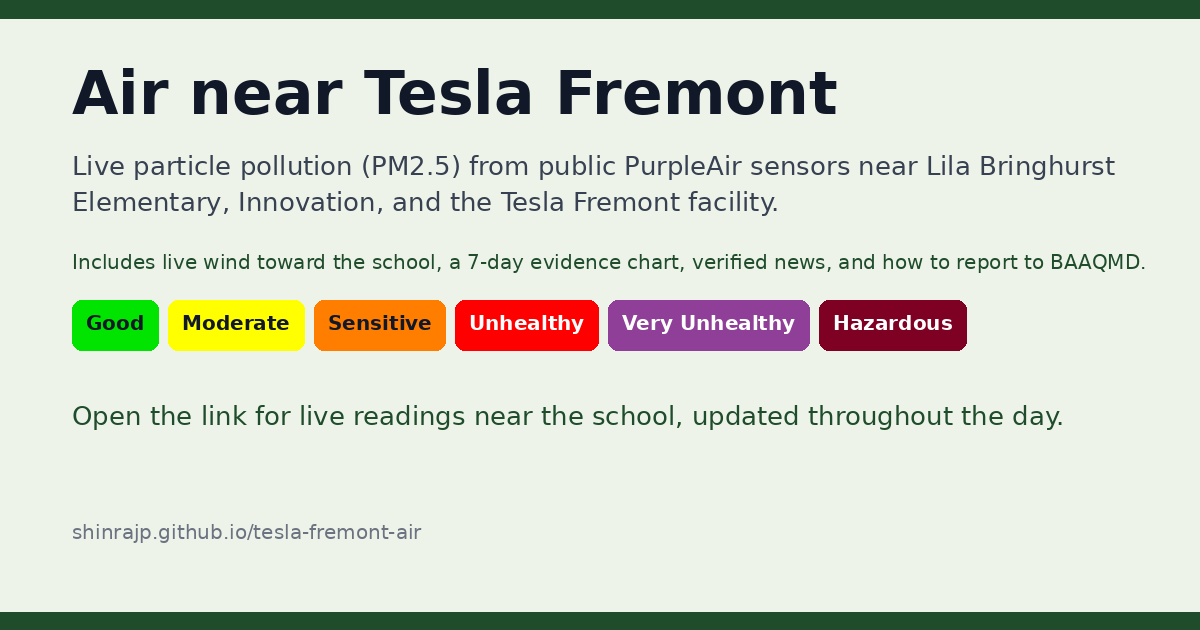 Air near Tesla Fremont
Live particle pollution (PM2.5) from public PurpleAir sensors near Lila Bringhurst
Elementary, Innovation, and the Tesla Fremont facility.
Includes live wind toward the school, a 7-day evidence chart, verified news, and how to report to BAAQMD.
Good Moderate Sensitive Unhealthy Very Unhealthy Hazardous
Open the link for live readings near the school, updated throughout the day.
shinrajp.github.io/tesla-fremont-air